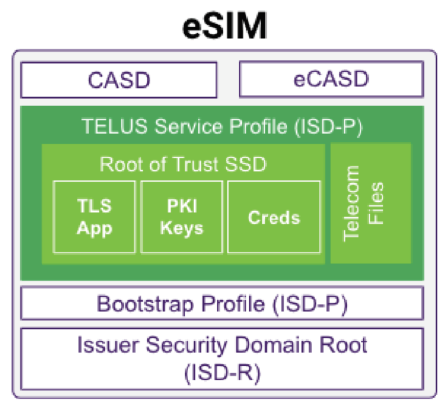 eSIM
CASD
eCASD
TELUS Service Profile (ISD-P)
Root of Trust SSD
TLS
App
PKI
Keys
Creds
Telecom
Files
Bootstrap Profile (ISD-P)
Issuer Security Domain Root
(ISD-R)